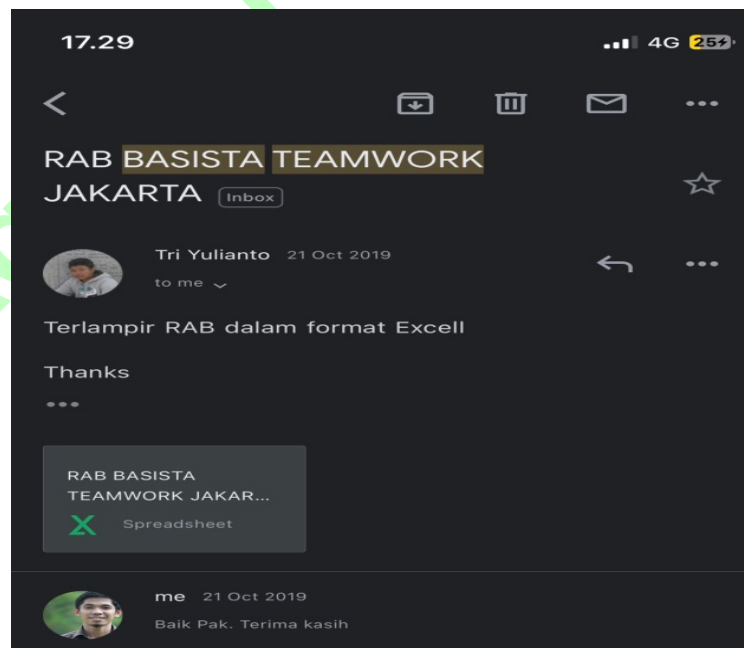 17.29
4G 25
RAB BASISTA TEAMWORK
JAKARTA Inbox
Tri Yulianto 21 Oct 2019
to me
Terlampir RAB dalam format Excell
Thanks
RAB BASISTA
TEAMWORK JAKAR...
Spreadsheet
me 21 Oct 2019
Baik Pak. Terima kasih